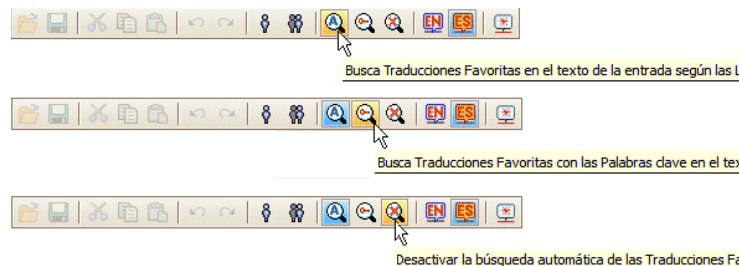 A EN ES
Busca Traducciones Favoritas en el texto de la entrada según las L
A EN ES
Busca Traducciones Favoritas con las Palabras clave en el tex
A EN ES
Desactivar la búsqueda automática de las Traducciones Fa